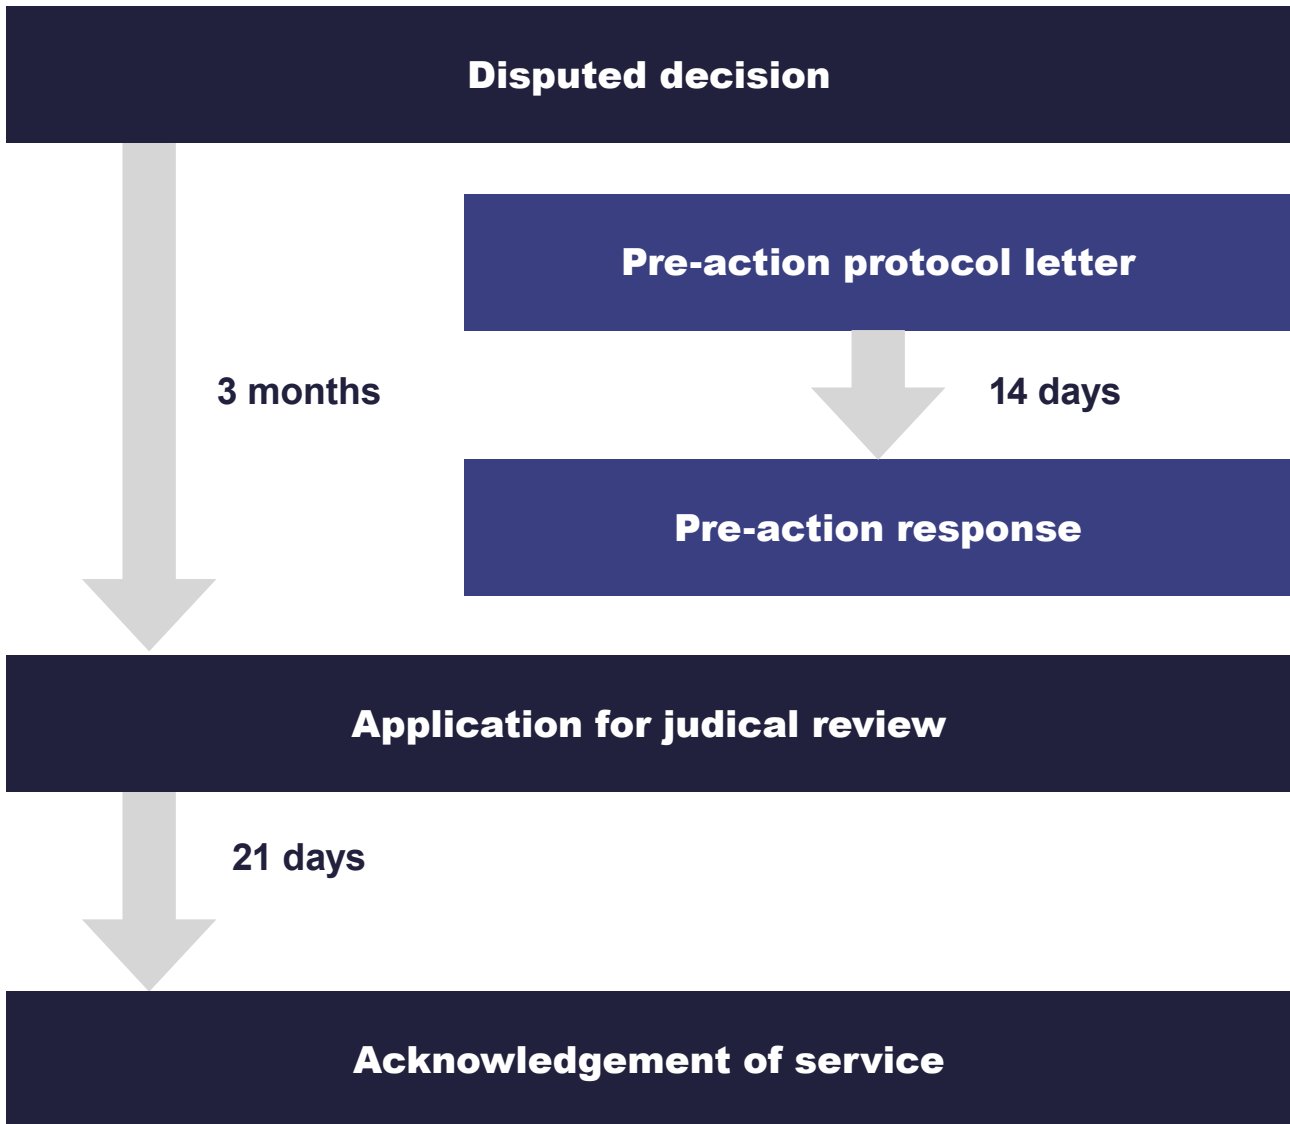 Disputed decision
Pre-action protocol letter
3 months
14 days
Pre-action response
Application for judical review
21 days
Acknowledgement of service